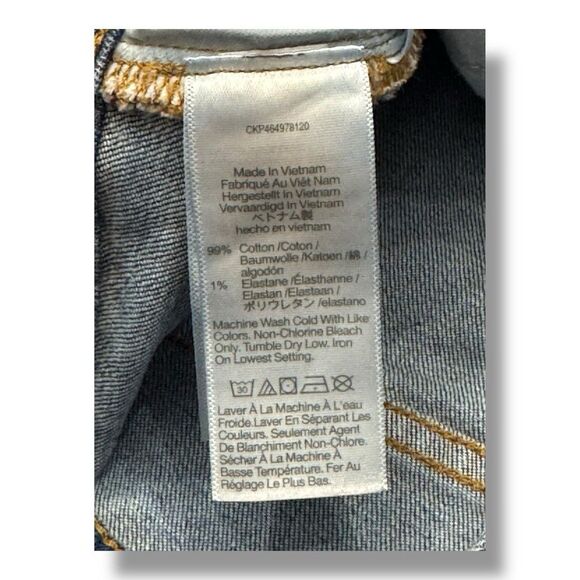 CKP464978120
Made In Vietnam
Fabriqué Au Viêt Nam
Hergestellt In Vietnam
Vervaardigd In Vietnam
ベトナム製
hecho en vietnam
99% Cotton /Coton/
Baumwolle /Katoen /綿 /
algodón
1% Elastane /Élasthanne /
Elastan /Elastaan /
ポリウレタン /elastano
Machine Wash Cold With Like
Colors. Non-Chlorine Bleach
Only. Tumble Dry Low. Iron
On Lowest Setting.
30
Laver À La Machine À L'eau
Froide.Laver En Séparant Les
Couleurs. Seulement Agent
De Blanchiment Non-Chlore.
Sécher À La Machine À
Basse Température. Fer Au
Réglage Le Plus Bas.